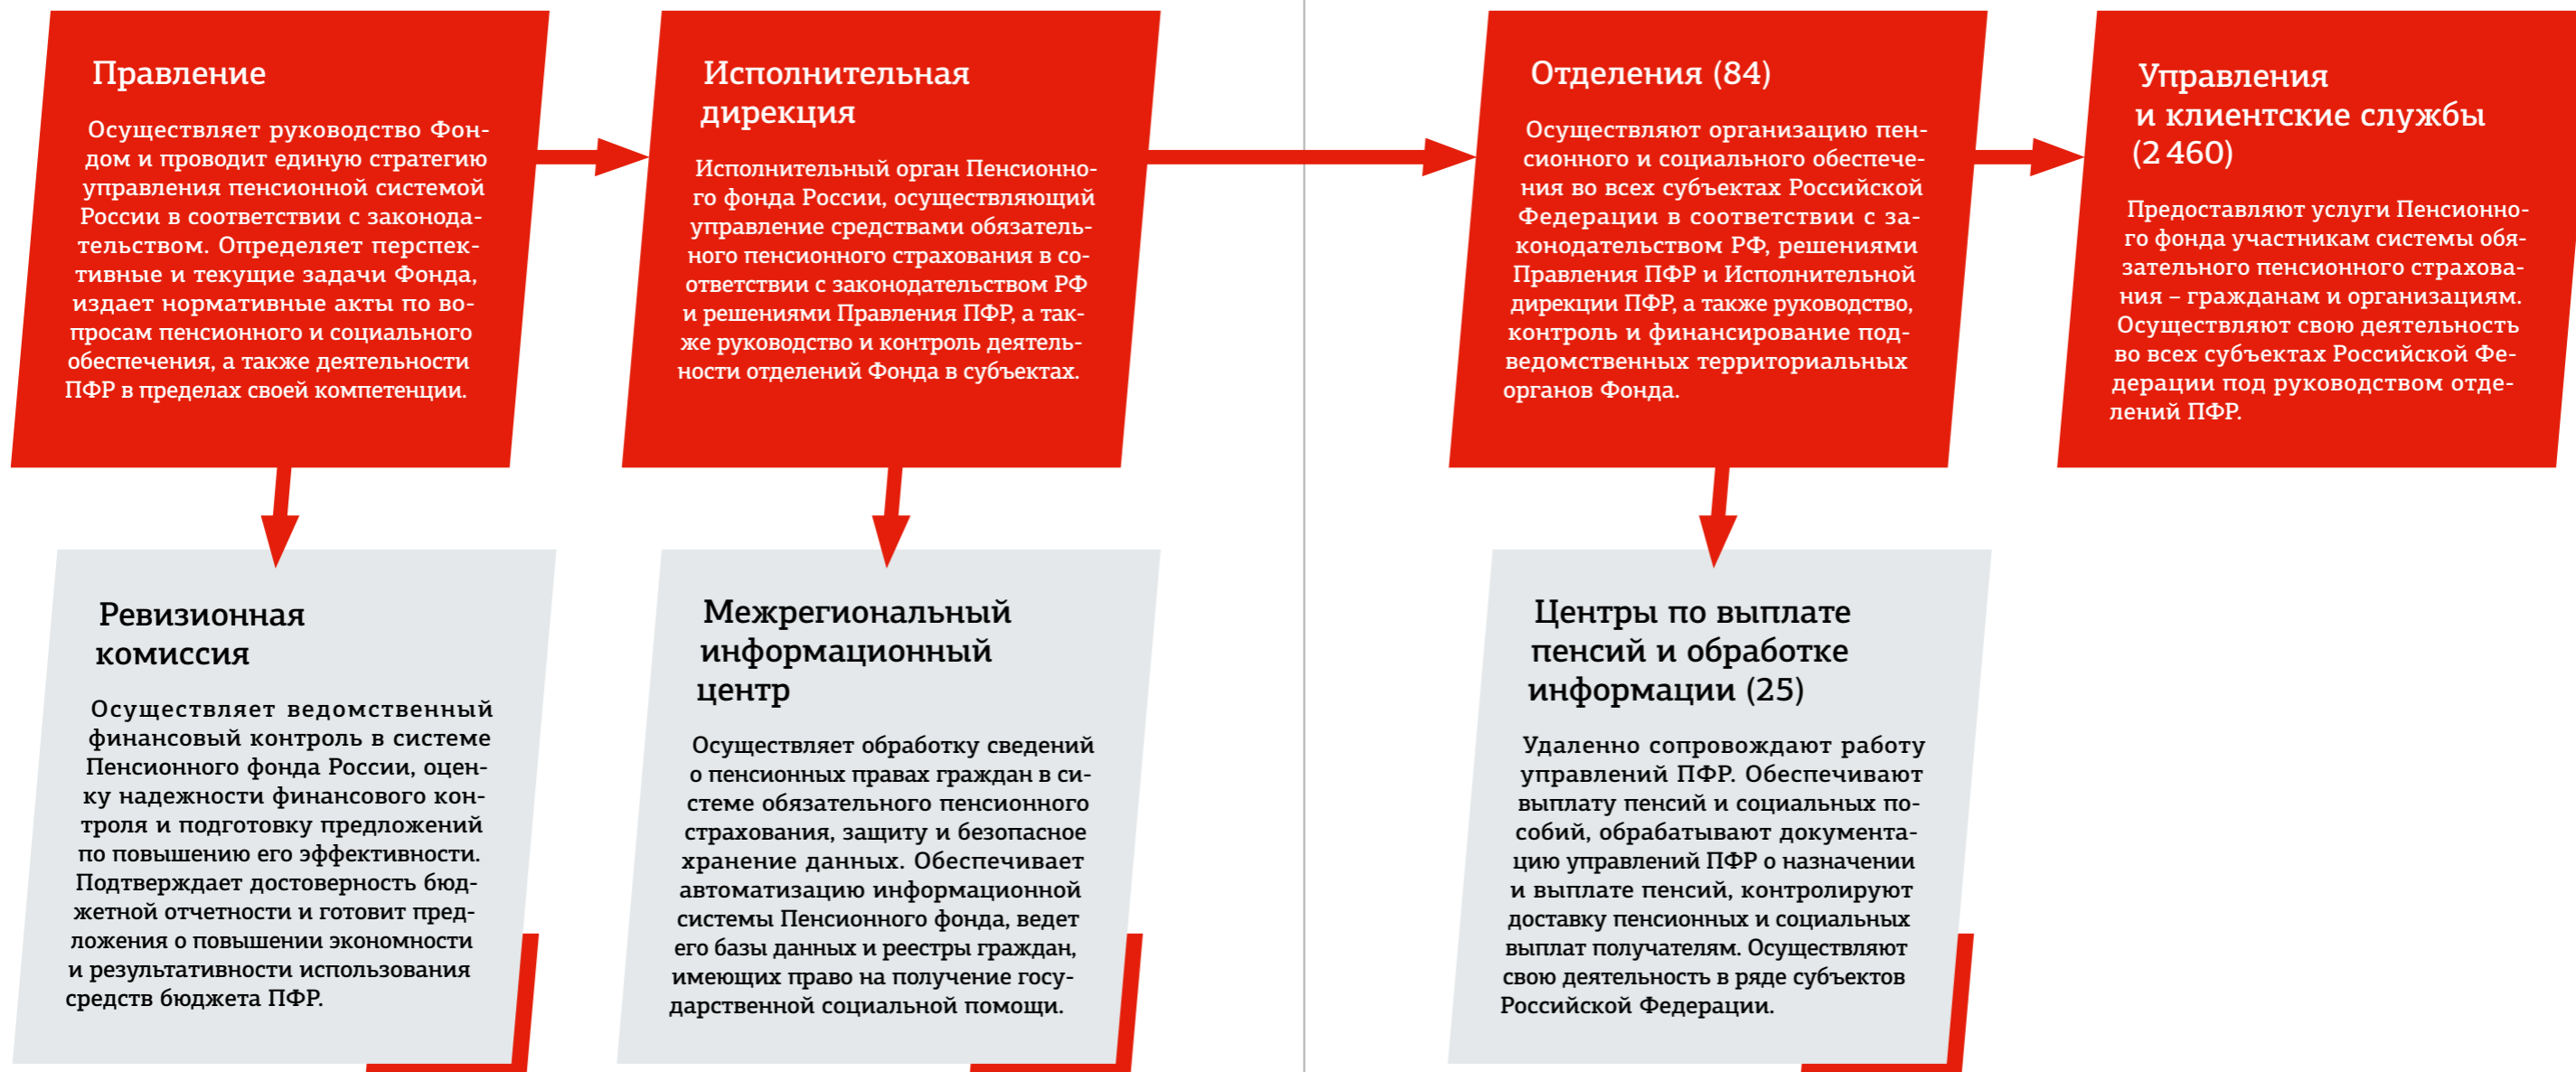 Правление
Осуществляет руководство Фон-
дом и проводит единую стратегию
управления пенсионной системой
России в соответствии с законода-
тельством. Определяет перспек-
тивные и текущие задачи Фонда,
издает нормативные акты по во-
просам пенсионного и социального
обеспечения, а также деятельности
ПФР в пределах своей компетенции.
Исполнительная
дирекция
Исполнительный орган Пенсионно-
го фонда России, осуществляющий
управление средствами обязатель-
ного пенсионного страхования в со-
ответствии с законодательством РФ
и решениями Правления ПФР, а так-
же руководство и контроль деятель-
ности отделений Фонда в субъектах.
Отделения (84)
Осуществляют организацию пен-
сионного и социального обеспече-
ния во всех субъектах Российской
Федерации в соответствии с за-
конодательством РФ, решениями
Правления ПФР и Исполнительной
дирекции ПФР, а также руководство,
контроль и финансирование под-
ведомственных территориальных
органов Фонда.
Управления
и клиентские службы
(2 460)
Предоставляют услуги Пенсионно-
го фонда участникам системы обя-
зательного пенсионного страхова-
ния – гражданам и организациям.
Осуществляют свою деятельность
во всех субъектах Российской Фе-
дерации под руководством отде-
лений ПФР.
Ревизионная
комиссия
Осуществляет ведомственный
финансовый контроль в системе
Пенсионного фонда России, оцен-
ку надежности финансового кон-
троля и подготовку предложений
по повышению его эффективности.
Подтверждает достоверность бюд-
жетной отчетности и готовит пред-
ложения о повышении экономности
и результативности использования
средств бюджета ПФР.
Межрегиональный
информационный
центр
Осуществляет обработку сведений
о пенсионных правах граждан в си-
стеме обязательного пенсионного
страхования, защиту и безопасное
хранение данных. Обеспечивает
автоматизацию информационной
системы Пенсионного фонда, ведет
его базы данных и реестры граждан,
имеющих право на получение госу-
дарственной социальной помощи.
Центры по выплате
пенсий и обработке
информации (25)
Удаленно сопровождают работу
управлений ПФР. Обеспечивают
выплату пенсий и социальных по-
собий, обрабатывают документа-
цию управлений ПФР о назначении
и выплате пенсий, контролируют
доставку пенсионных и социальных
выплат получателям. Осуществляют
свою деятельность в ряде субъектов
Российской Федерации.